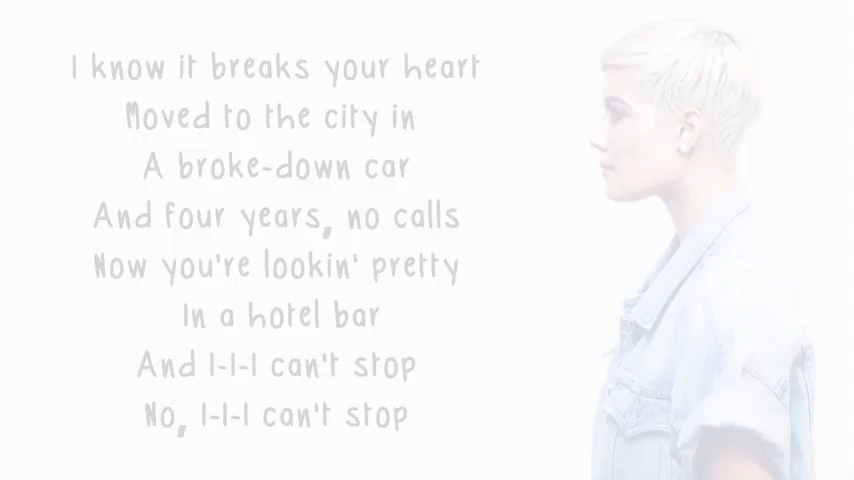 I know it breaks your heart
Moved to the city in
A broke-down car
And four years, no calls
Now you're lookin' pretty
In a hotel bar
And I-I-I can't stop
No, I-I-I can't stop